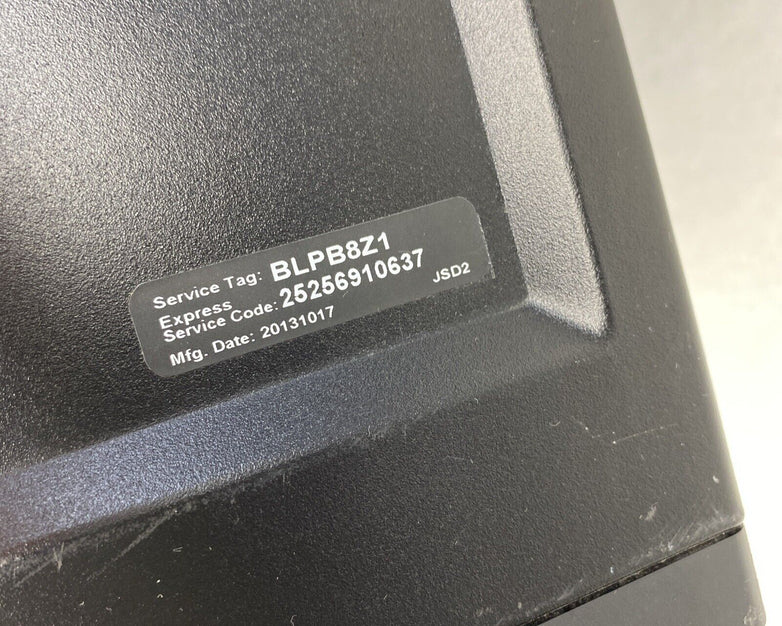 Service Tag: BLPB8Z1
Express
Service Code: 25256910637
Mfg. Date: 20131017 JSD2